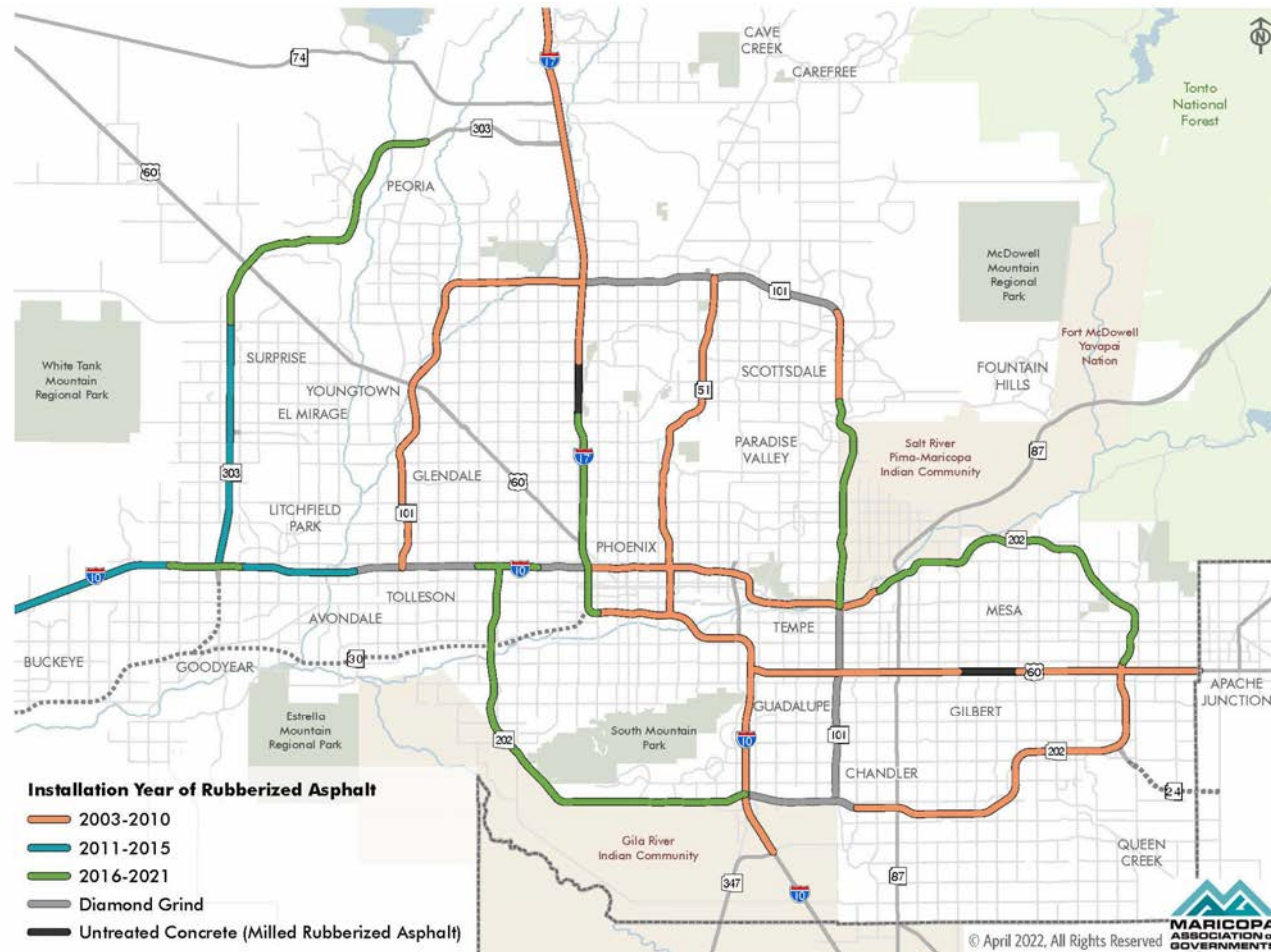 CAVE
CREEK
CAREFREE
17
74
Tonto
National
Forest
303
60
PEORIA
McDowell
Mountain
Regional
Park
101
Fort McDowell
Yavapai
Nation
White Tank
Mountain
Regional Park
SURPRISE
YOUNGTOWN
EL MIRAGE
SCOTTSDALE
FOUNTAIN
HILLS
51
PARADISE
VALLEY
Salt River
Pima-Maricopa
Indian Community
87
17
303
GLENDALE
60
LITCHFIELD
PARK
101
PHOENIX
202
10
10
TOLLESON
AVONDALE
TEMPE
MESA
BUCKEYE
GOODYEAR
30
60
APACHE
JUNCTION
Estrella
Mountain
Regional Park
South Mountain
Park
GUADALUPE
GILBERT
202
10
101
202
CHANDLER
24
Installation Year of Rubberized Asphalt
2003-2010
2011-2015
2016-2021
Diamond Grind
Untreated Concrete (Milled Rubberized Asphalt)
Gila River
Indian Community
QUEEN
CREEK
347
10
87
© April 2022, All Rights Reserved
MARICOPA
ASSOCIATION of
GOVERNMENTS
N